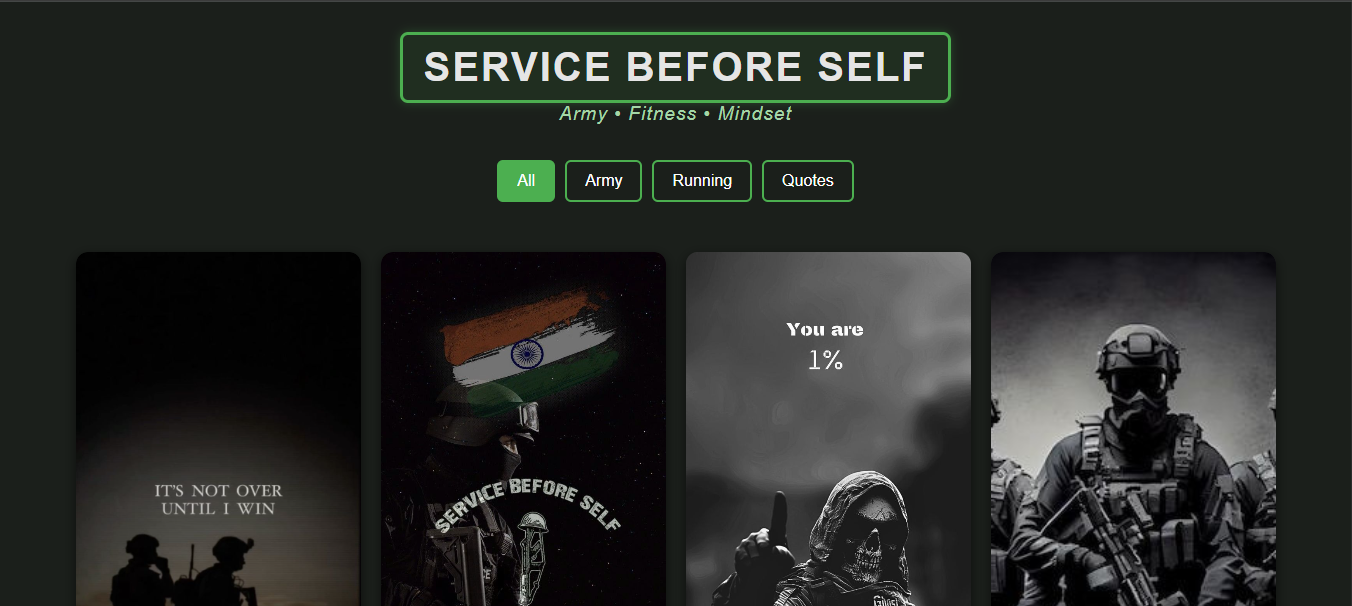 SERVICE BEFORE SELF
Army • Fitness • Mindset
All
Army
Running
Quotes
IT'S NOT OVER
UNTIL I WIN
SERVICE BEFORE SELF
You are
1%